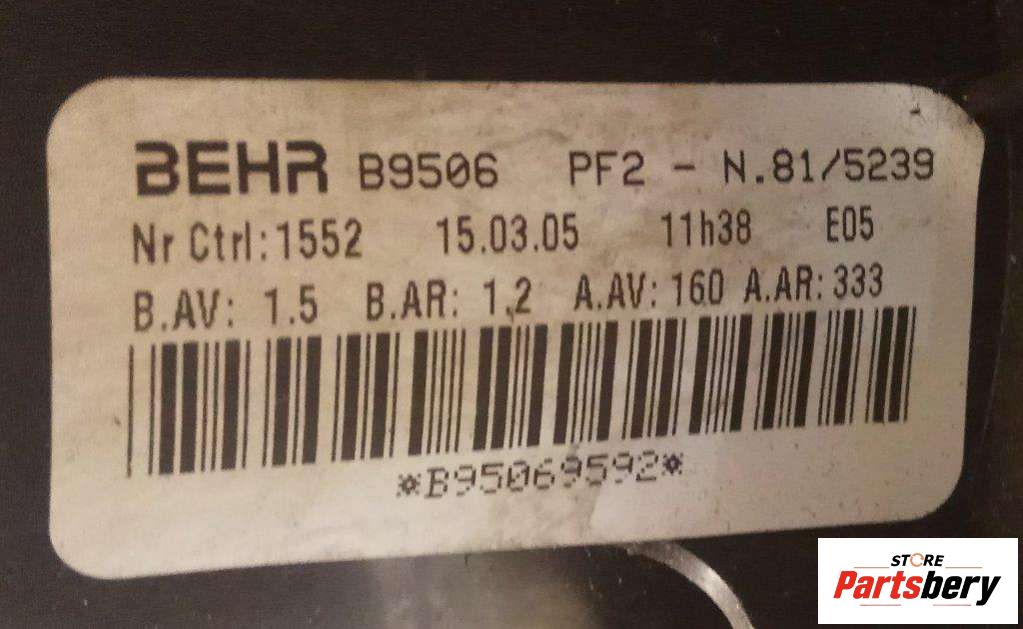 BEHR B9506 PF2 - N.81/5239
Nr Ctrl:1552 15.03.05 11h38 E05
B.AV: 1.5 B.AR: 1,2 A.AV: 160 A.AR: 333
*B95069592*
STORE
Partsbery